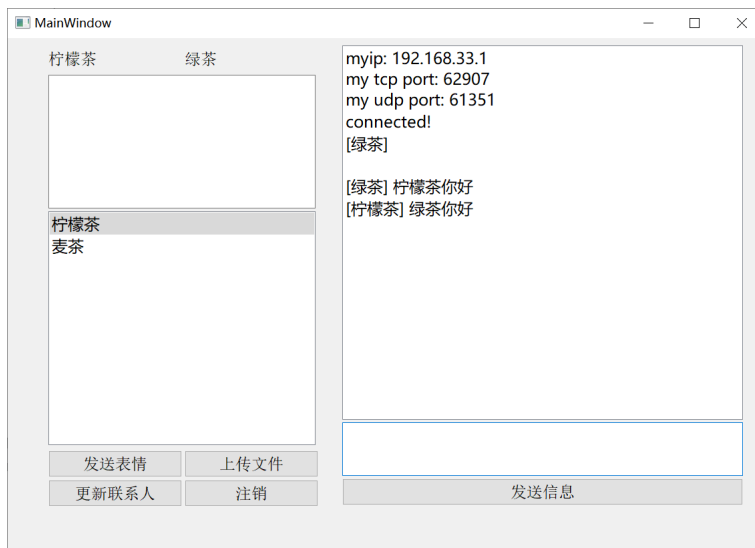 MainWindow
柠檬茶 绿茶
柠檬茶
麦茶
发送表情 上传文件
更新联系人 注销
myip: 192.168.33.1
my tcp port: 62907
my udp port: 61351
connected!
[绿茶]
[绿茶] 柠檬茶你好
[柠檬茶] 绿茶你好
发送信息